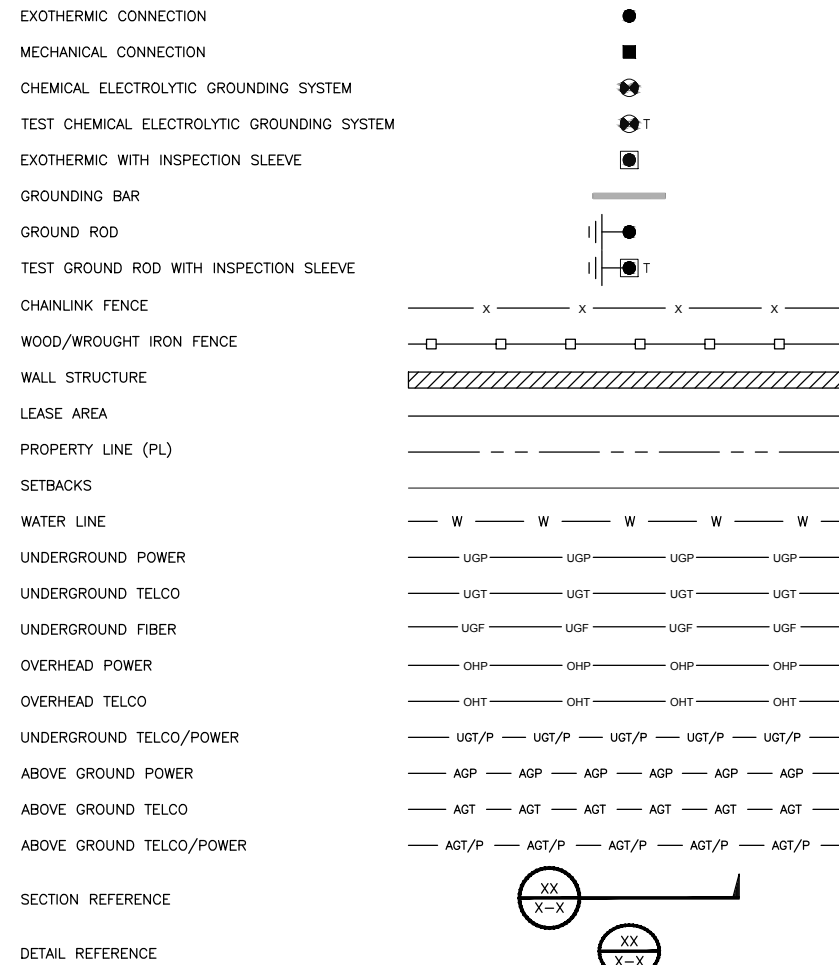 EXOTHERMIC CONNECTION
MECHANICAL CONNECTION
CHEMICAL ELECTROLYTIC GROUNDING SYSTEM
TEST CHEMICAL ELECTROLYTIC GROUNDING SYSTEM T
EXOTHERMIC WITH INSPECTION SLEEVE
GROUNDING BAR
GROUND ROD
TEST GROUND ROD WITH INSPECTION SLEEVE T
CHAINLINK FENCE X X X X
WOOD/WROUGHT IRON FENCE
WALL STRUCTURE
LEASE AREA
PROPERTY LINE (PL)
SETBACKS
WATER LINE W W W W W
UNDERGROUND POWER UGP UGP UGP UGP
UNDERGROUND TELCO UGT UGT UGT UGT
UNDERGROUND FIBER UGF UGF UGF UGF
OVERHEAD POWER OHP OHP OHP OHP
OVERHEAD TELCO OHT OHT OHT OHT
UNDERGROUND TELCO/POWER UGT/P UGT/P UGT/P UGT/P UGT/P
ABOVE GROUND POWER AGP AGP AGP AGP AGP AGP
ABOVE GROUND TELCO AGT AGT AGT AGT AGT AGT
ABOVE GROUND TELCO/POWER AGT/P AGT/P AGT/P AGT/P AGT/P
XX
SECTION REFERENCE
X-X
XX
DETAIL REFERENCE
X-X